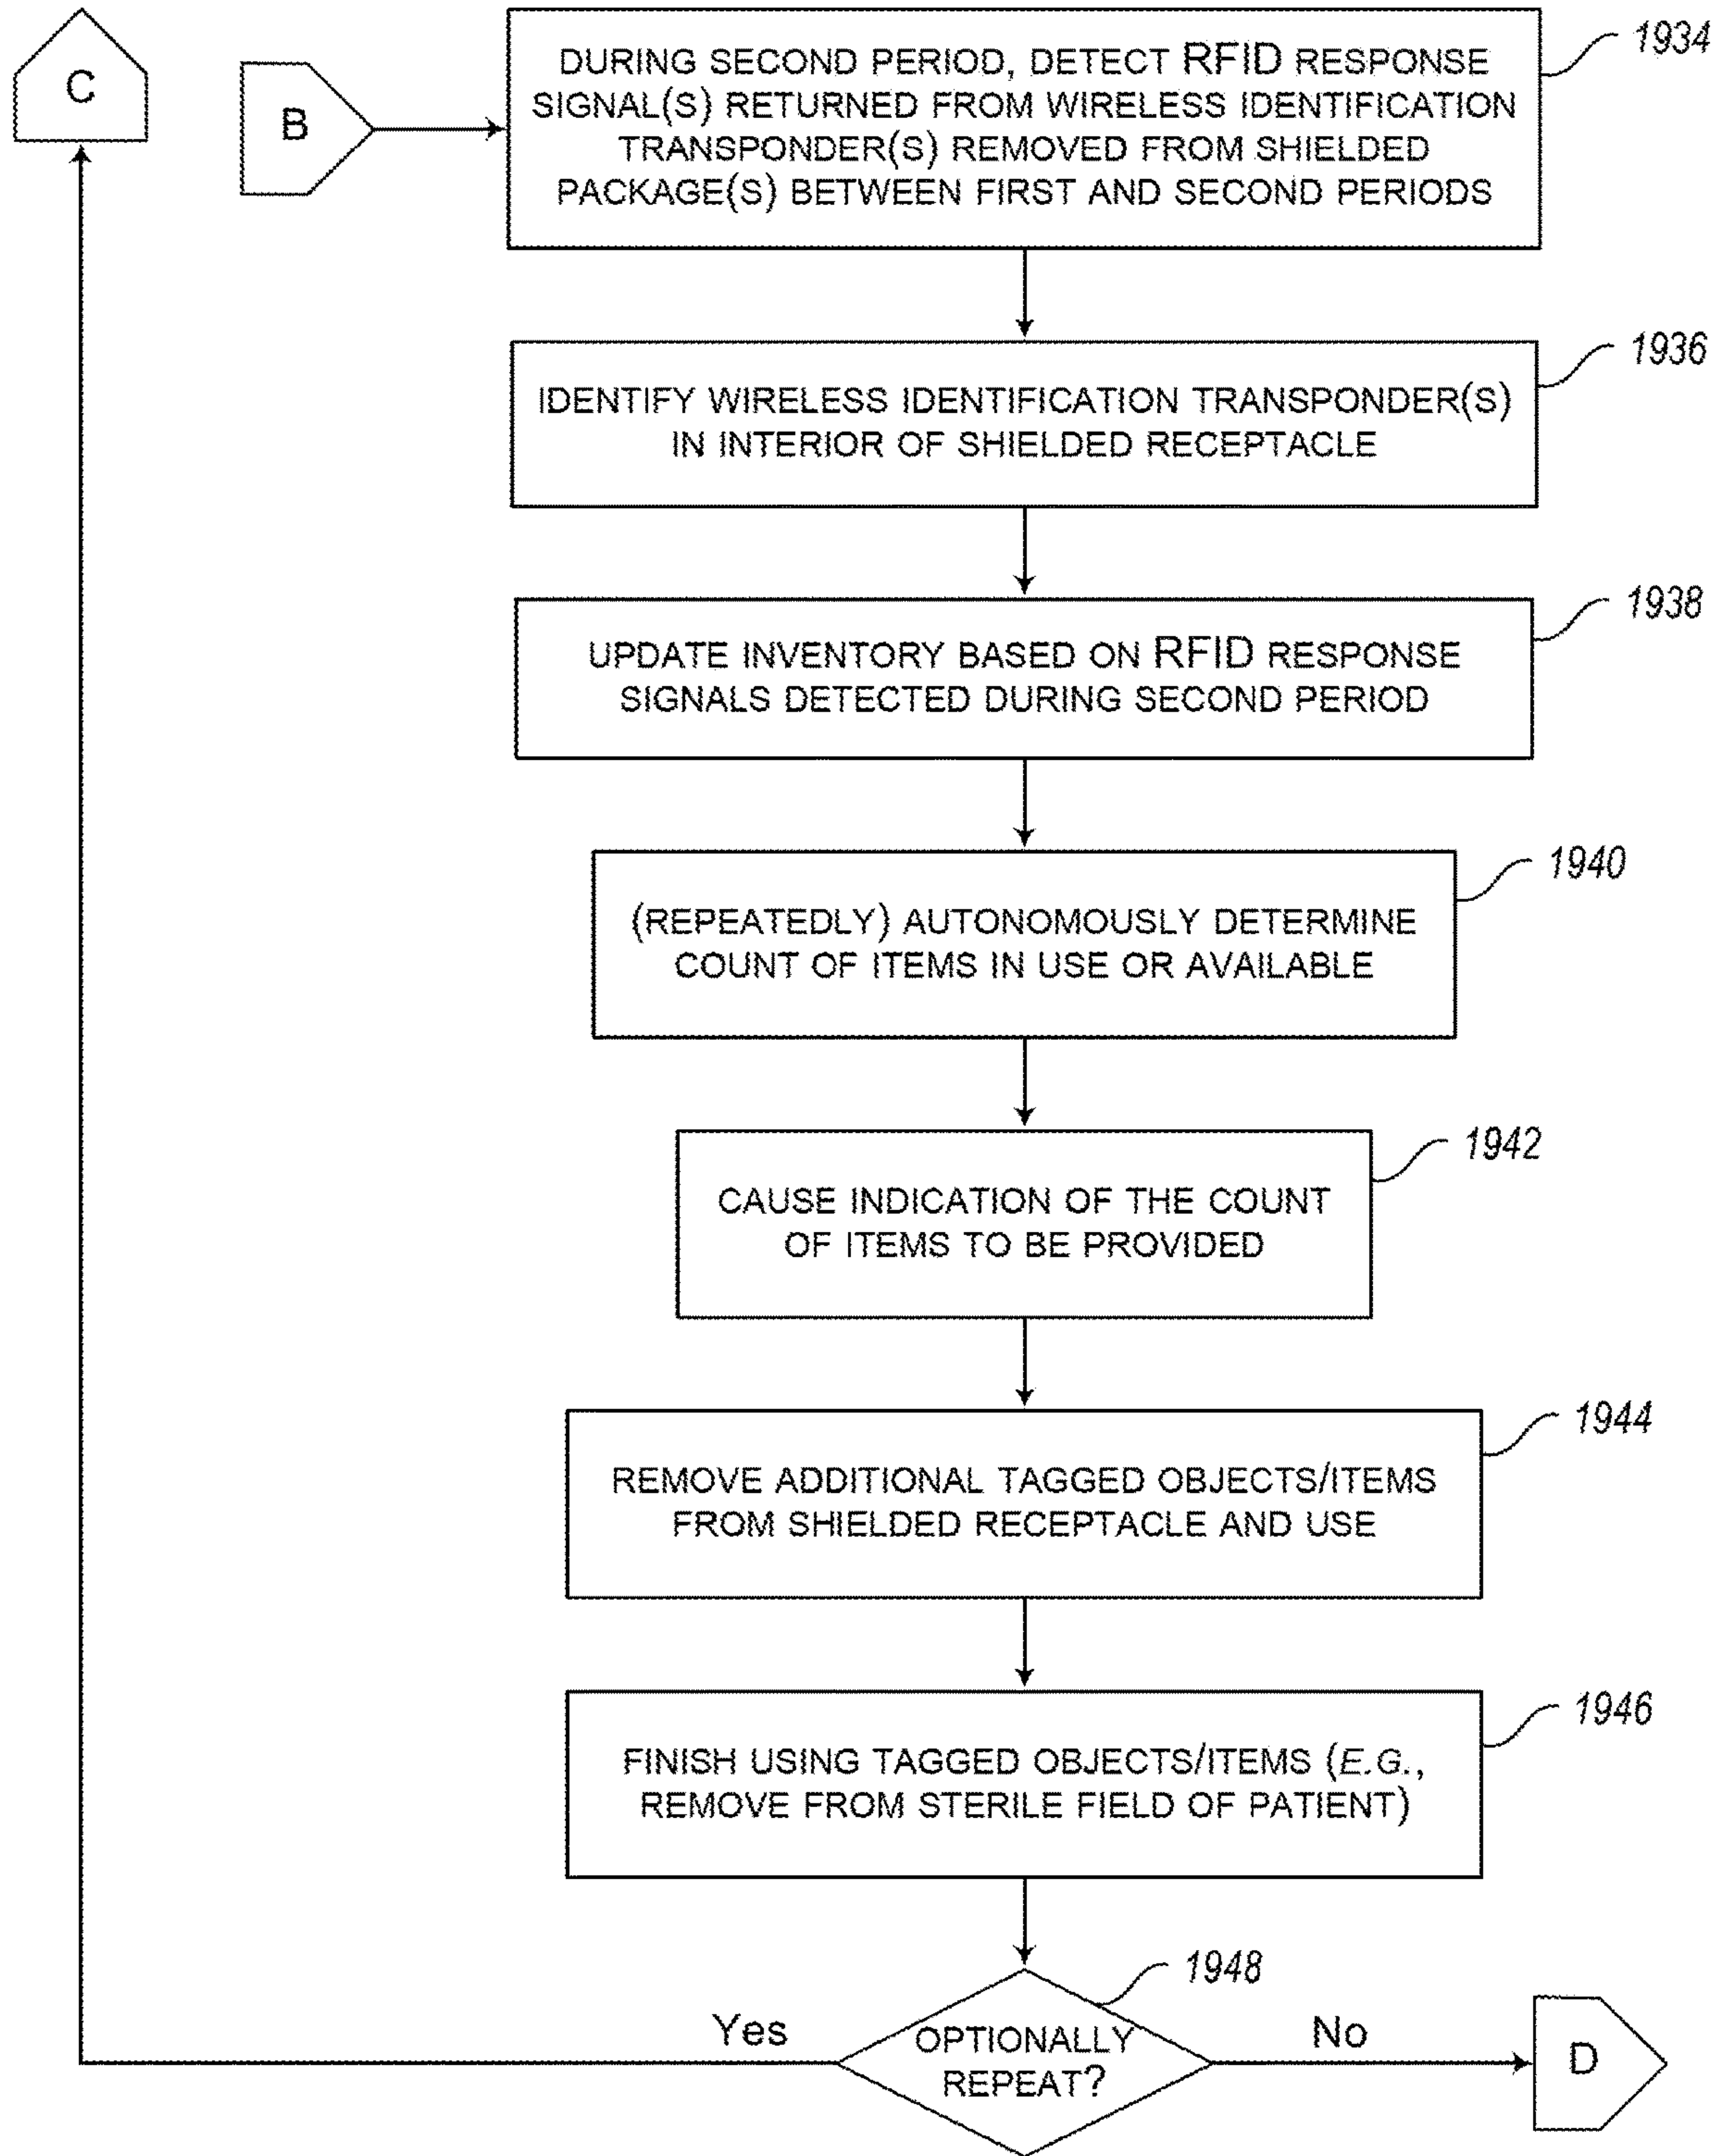 C
B
DURING SECOND PERIOD, DETECT RFID RESPONSE
SIGNAL(S) RETURNED FROM WIRELESS IDENTIFICATION
TRANSPONDER(S) REMOVED FROM SHIELDED
PACKAGE(S) BETWEEN FIRST AND SECOND PERIODS
1934
IDENTIFY WIRELESS IDENTIFICATION TRANSPONDER(S)
IN INTERIOR OF SHIELDED RECEPTACLE
1936
UPDATE INVENTORY BASED ON RFID RESPONSE
SIGNALS DETECTED DURING SECOND PERIOD
1938
(REPEATEDLY) AUTONOMOUSLY DETERMINE
COUNT OF ITEMS IN USE OR AVAILABLE
1940
CAUSE INDICATION OF THE COUNT
OF ITEMS TO BE PROVIDED
1942
REMOVE ADDITIONAL TAGGED OBJECTS/ITEMS
FROM SHIELDED RECEPTACLE AND USE
1944
FINISH USING TAGGED OBJECTS/ITEMS (E.G.,
REMOVE FROM STERILE FIELD OF PATIENT)
1946
1948
Yes
OPTIONALLY
REPEAT?
No
D